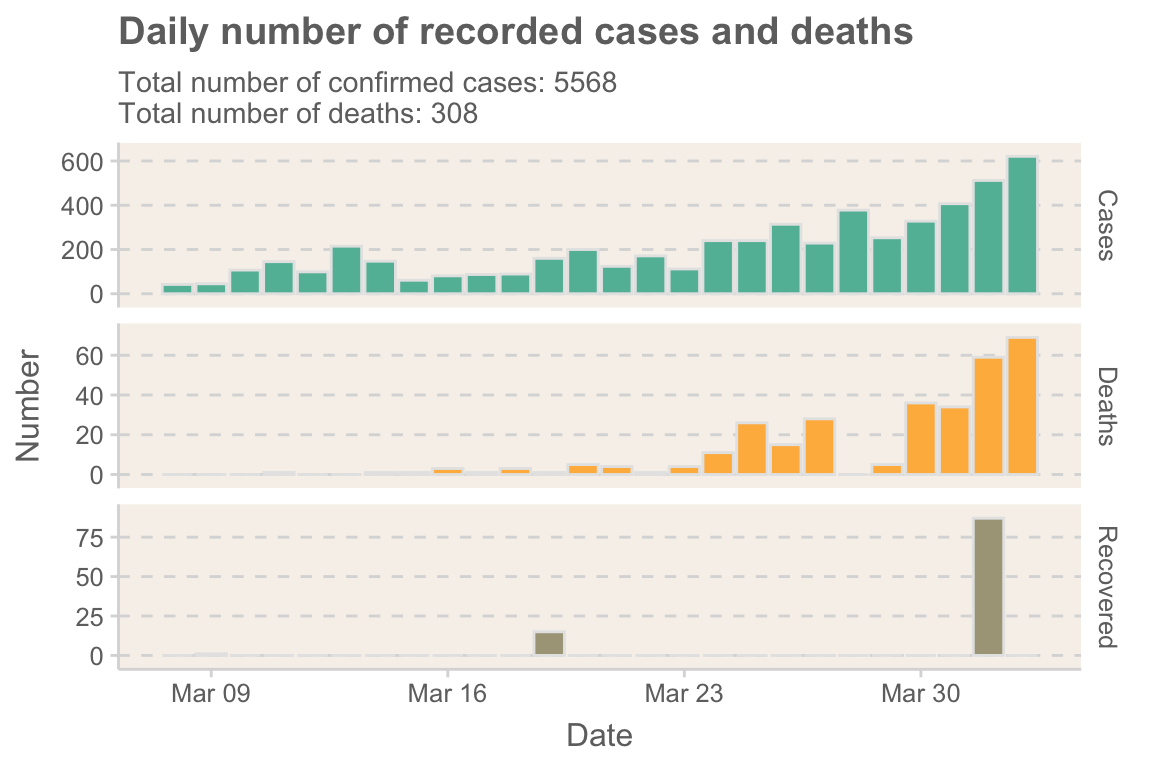 Daily number of recorded cases and deaths
Total number of confirmed cases: 5568
Total number of deaths: 308
600
400
200
0
Cases
60
40
20
0
Deaths
75
50
25
0
Recovered
Number
Mar 09
Mar 16
Mar 23
Mar 30
Date